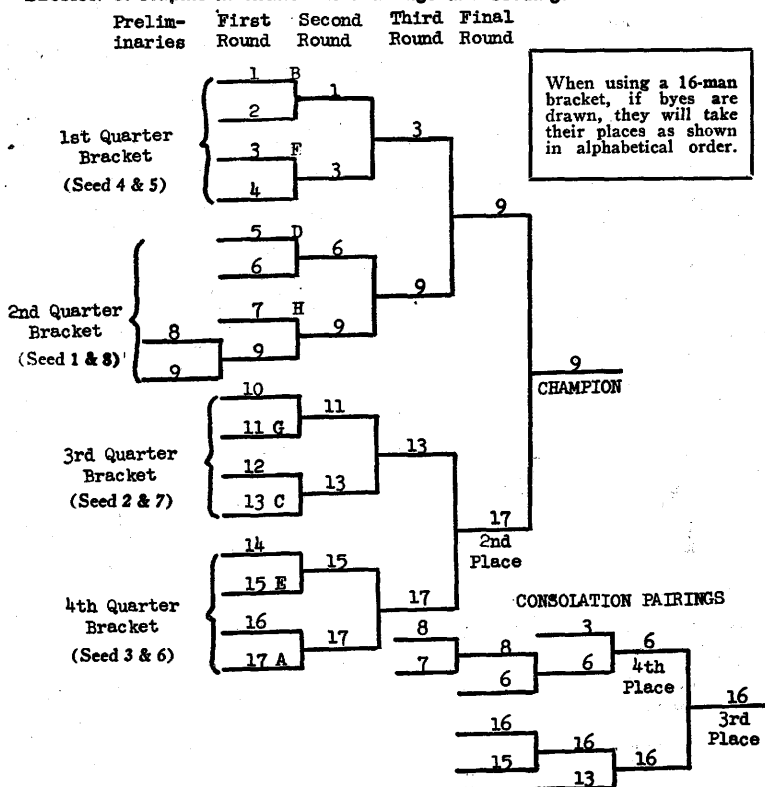 Prelim-
inaries
First
Round
Second
Round
Third
Round
Final
Round
When using a 16-man
bracket, if byes are
drawn, they will take
their places as shown
in alphabetical order.
1st Quarter
Bracket
(Seed 4 & 5)
1 B
2
3 F
4
1
3
3
2nd Quarter
Bracket
(Seed 1 & 8)
8
9
5 D
6
7 H
9
6
9
9
9
9
CHAMPION
3rd Quarter
Bracket
(Seed 2 & 7)
10
11 G
12
13 C
11
13
13
17
2nd
Place
4th Quarter
Bracket
(Seed 3 & 6)
14
15 E
16
17 A
15
17
17
CONSOLATION PAIRINGS
8
7
8
6
3
6
6
4th
Place
16
15
16
13
16
16
3rd
Place